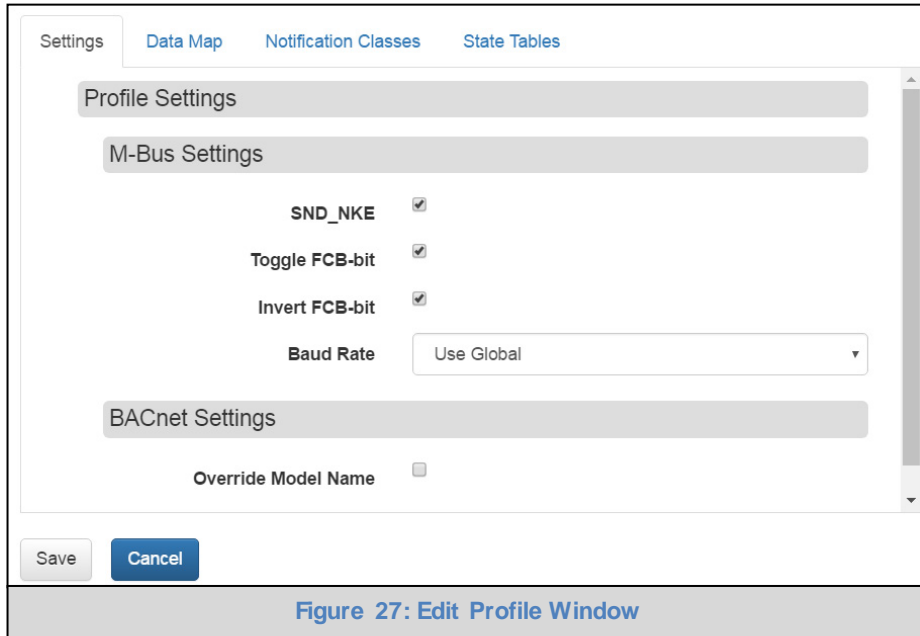 Settings Data Map Notification Classes State Tables
Profile Settings
M-Bus Settings
SND_NKE
Toggle FCB-bit
Invert FCB-bit
Baud Rate Use Global
BACnet Settings
Override Model Name
Save Cancel
Figure 27: Edit Profile Window